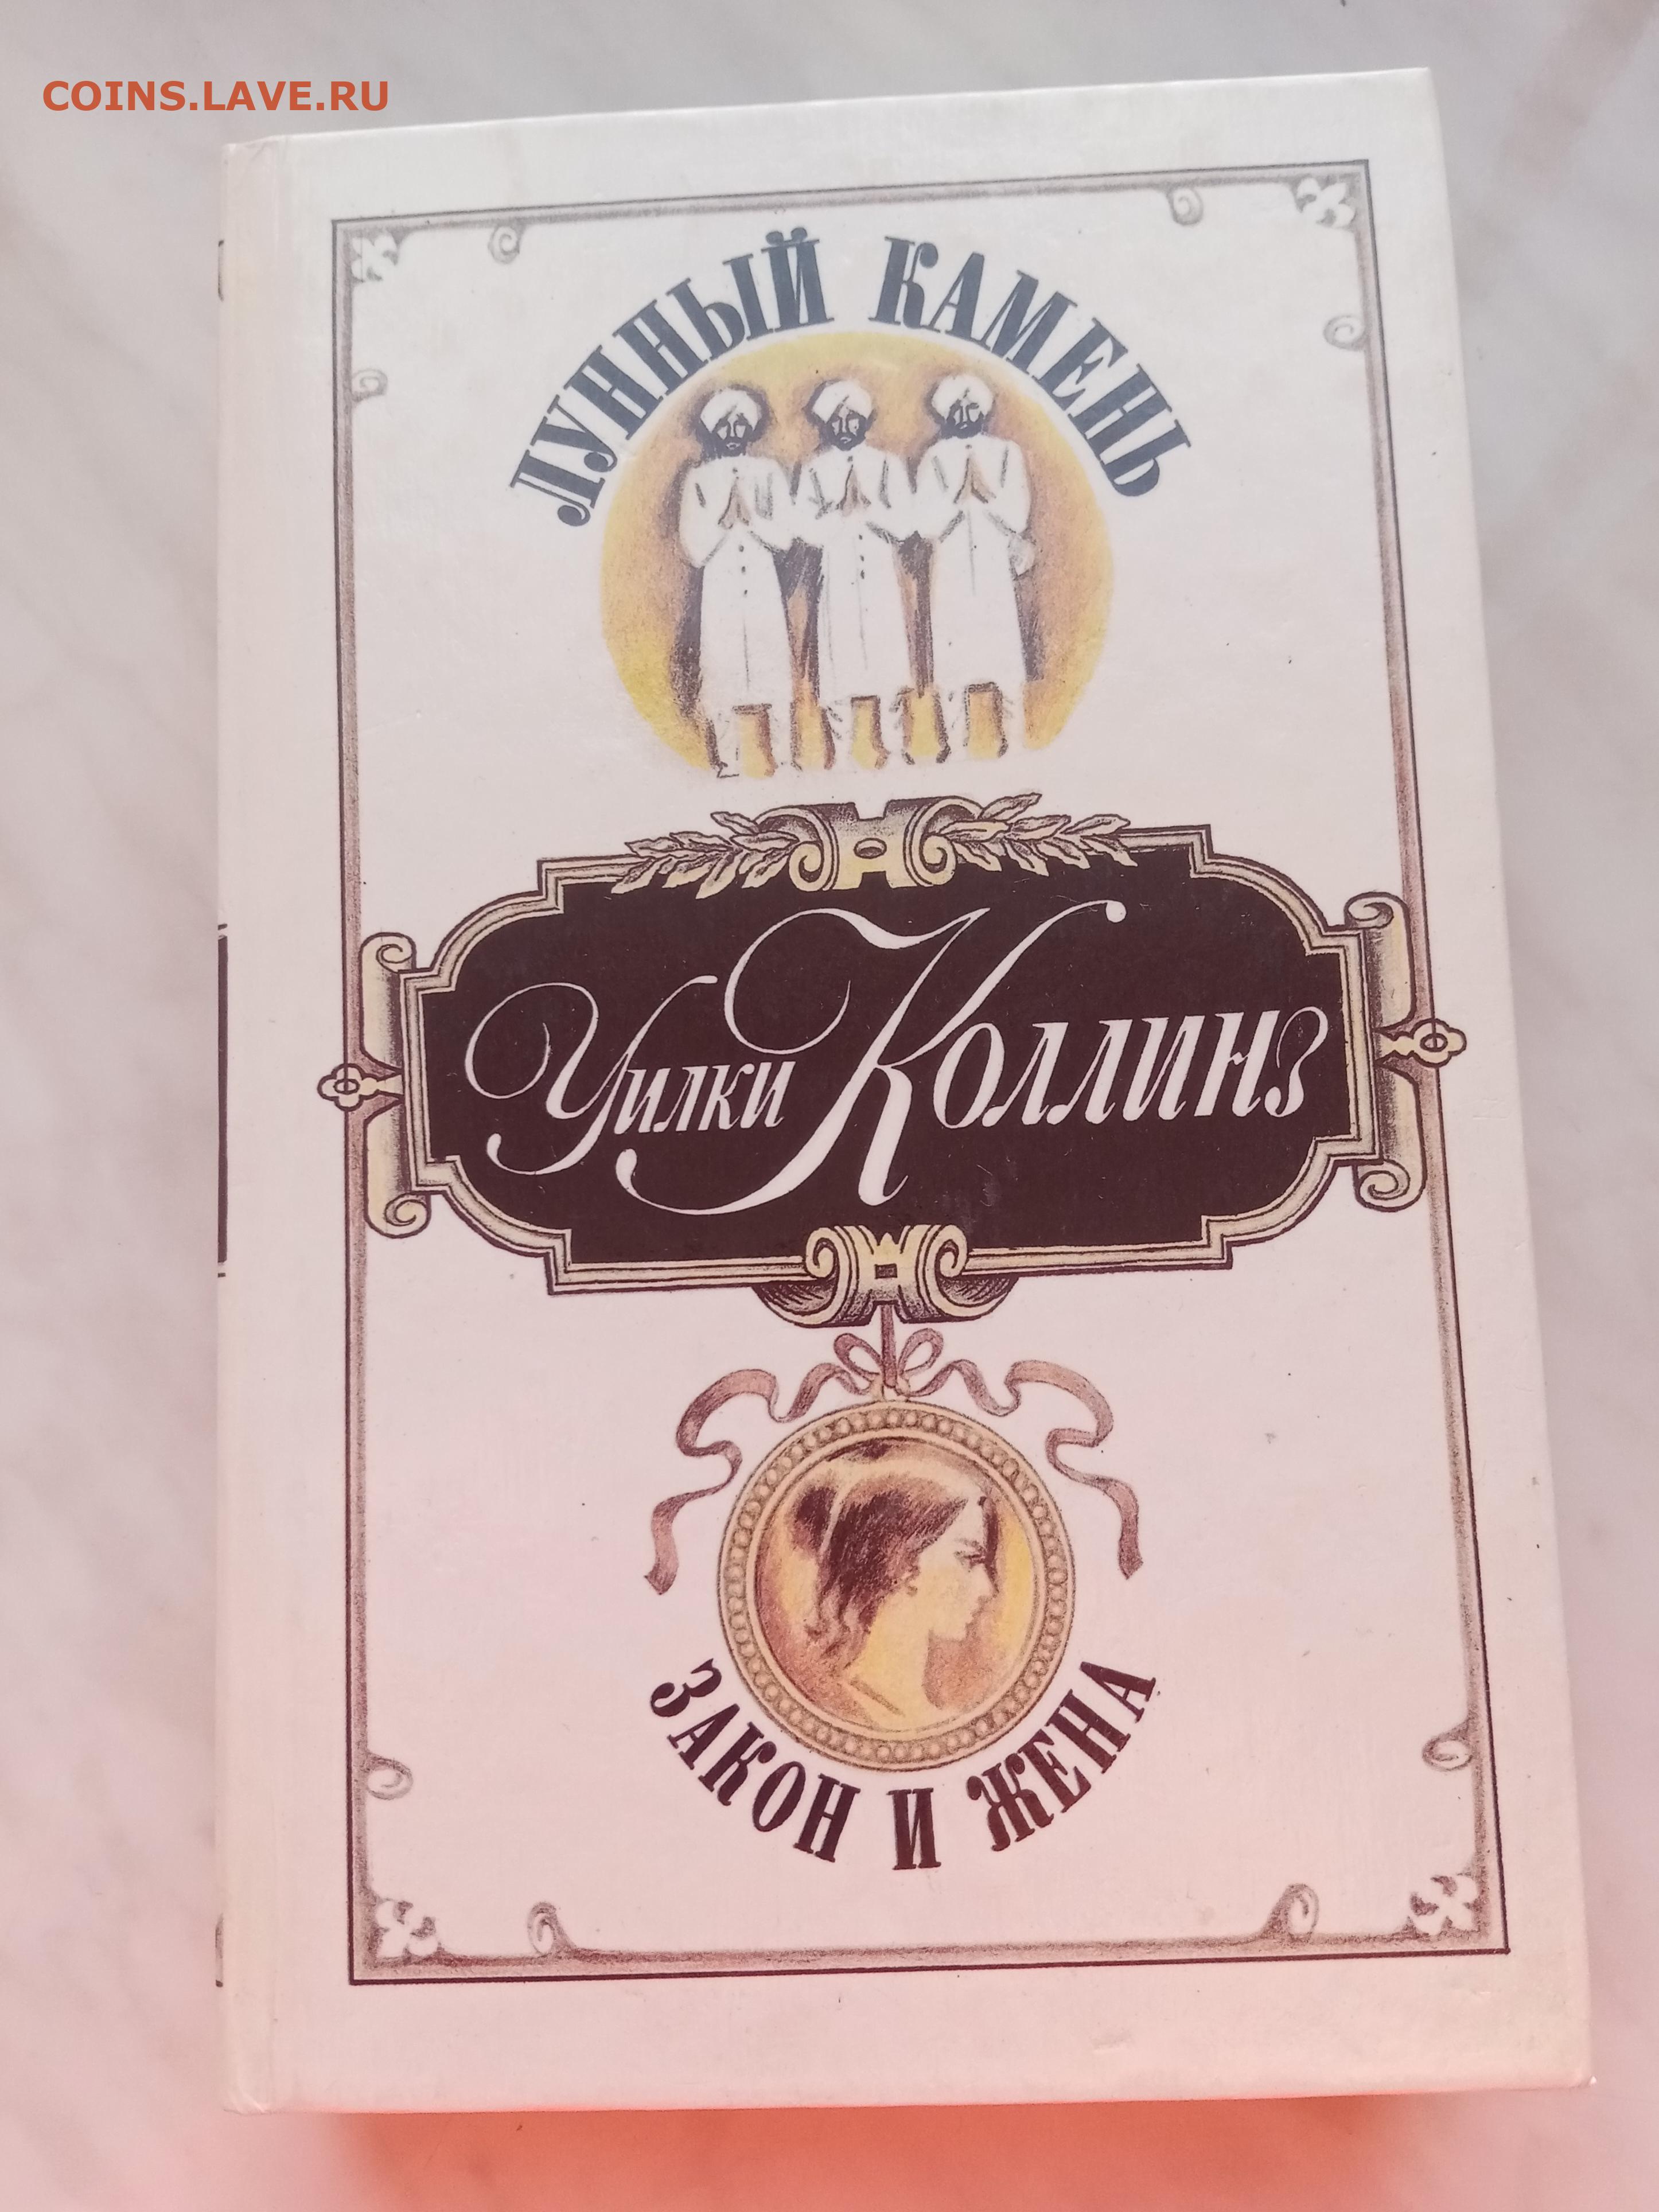 COINS.LAVE.RU
ЛУННЫЙ КАМЕНЬ
Уилки Коллинз
ЗАКОН И ЖЕНА